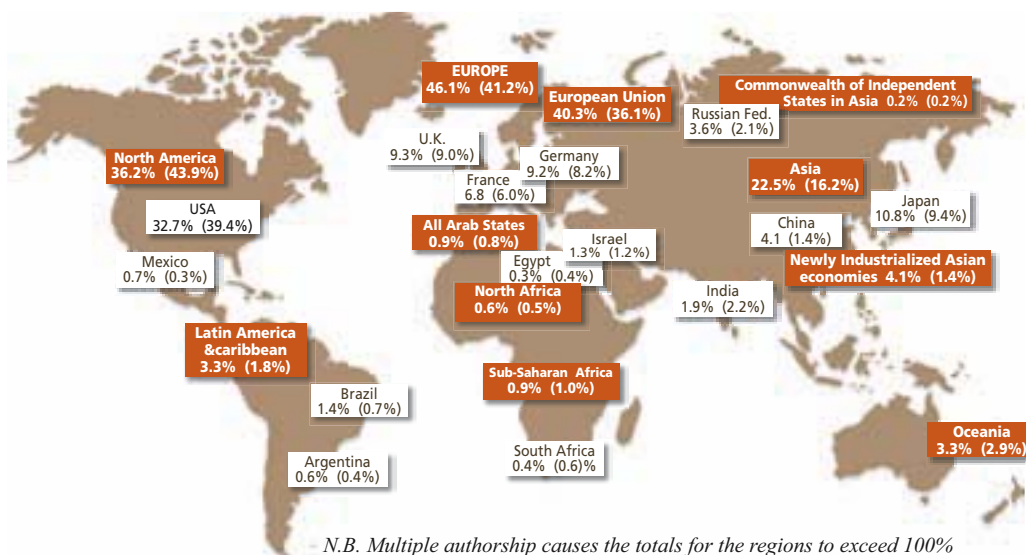 EUROPE
46.1% (41.2%)
European Union
40.3% (36.1%)
Commonwealth of Independent
States in Asia 0.2% (0.2%)
Russian Fed.
3.6% (2.1%)
U.K.
9.3% (9.0%)
Germany
9.2% (8.2%)
North America
36.2% (43.9%)
France
6.8 (6.0%)
Asia
22.5% (16.2%)
USA
32.7% (39.4%)
Japan
10.8% (9.4%)
All Arab States
0.9% (0.8%)
China
4.1 (1.4%)
Israel
1.3% (1.2%)
Mexico
0.7% (0.3%)
Egypt
0.3% (0.4%)
Newly Industrialized Asian
economies 4.1% (1.4%)
North Africa
0.6% (0.5%)
India
1.9% (2.2%)
Latin America
&caribbean
3.3% (1.8%)
Sub-Saharan Africa
0.9% (1.0%)
Brazil
1.4% (0.7%)
Oceania
3.3% (2.9%)
South Africa
0.4% (0.6)%
Argentina
0.6% (0.4%)
N.B. Multiple authorship causes the totals for the regions to exceed 100%